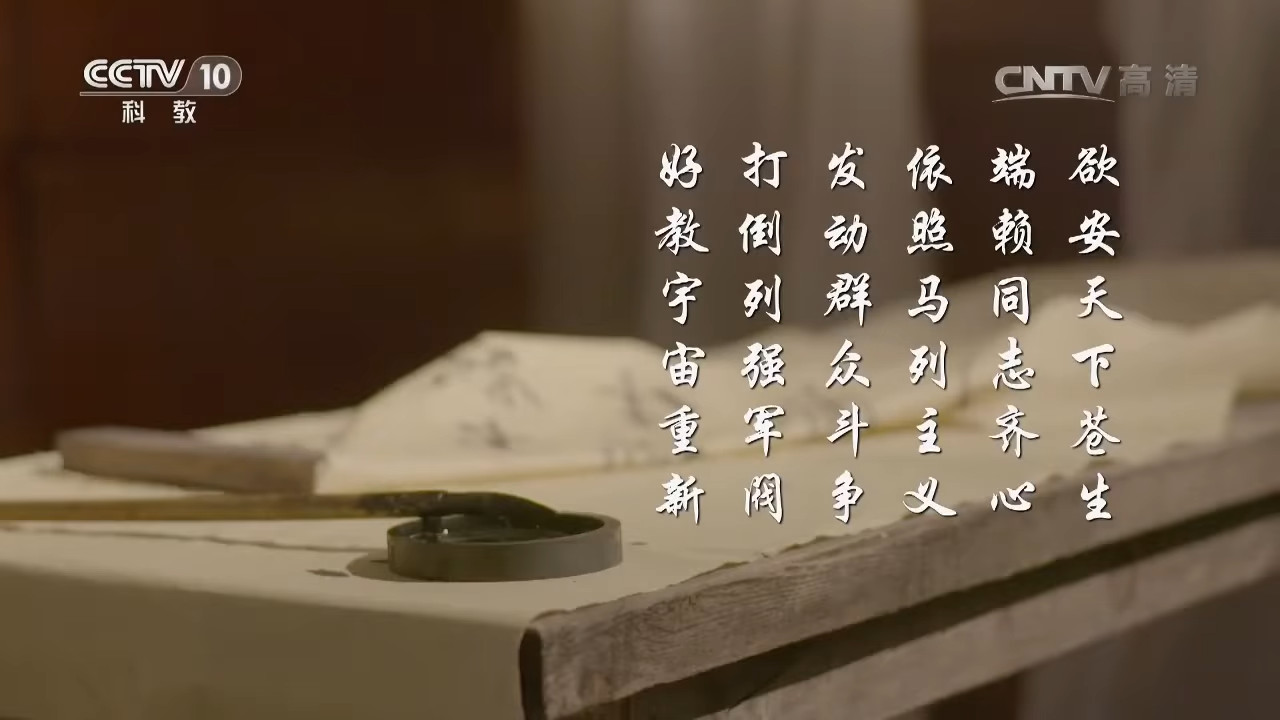 CCTV 10
科教
CNTV 高清
欲安天下苍生
端赖同志齐心
依照马列主义
发动群众斗争
打倒列强军阀
好教宇宙重新